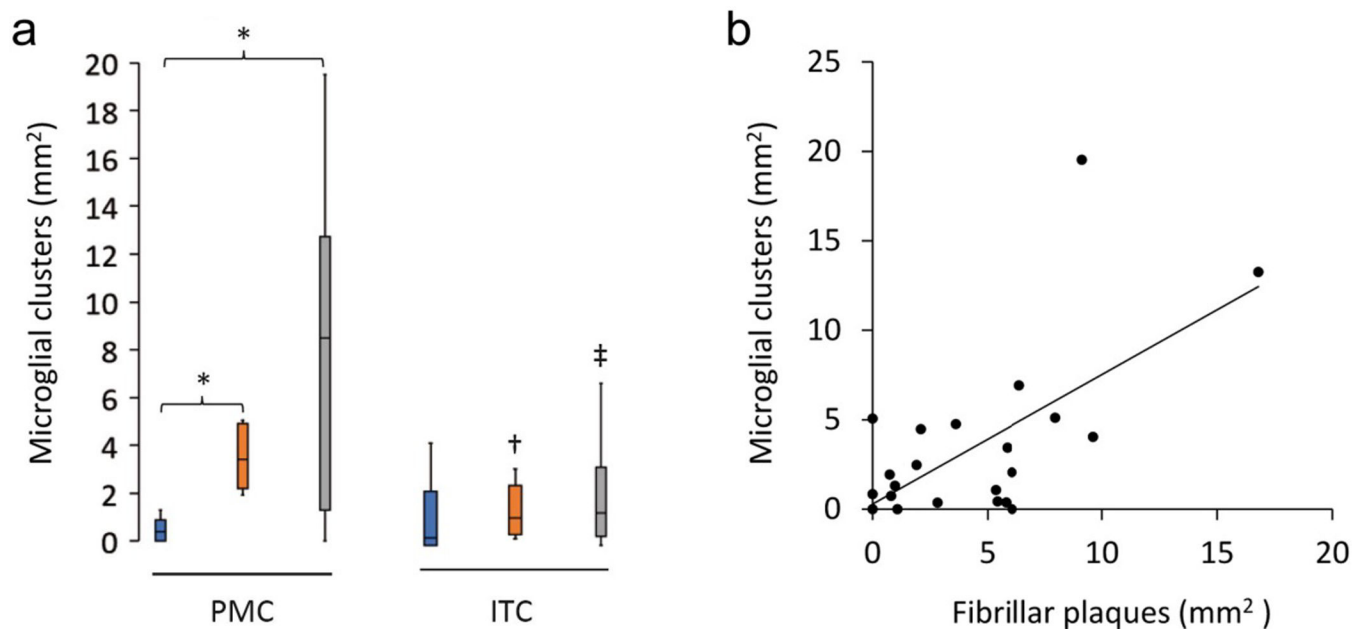 a
*
20
18
16
14
12
10
8
6
4
2
0
Microglial clusters (mm²)
*
†
‡
PMC
ITC
b
25
20
15
10
5
0
Microglial clusters (mm²)
0 5 10 15 20
Fibrillar plaques (mm² )